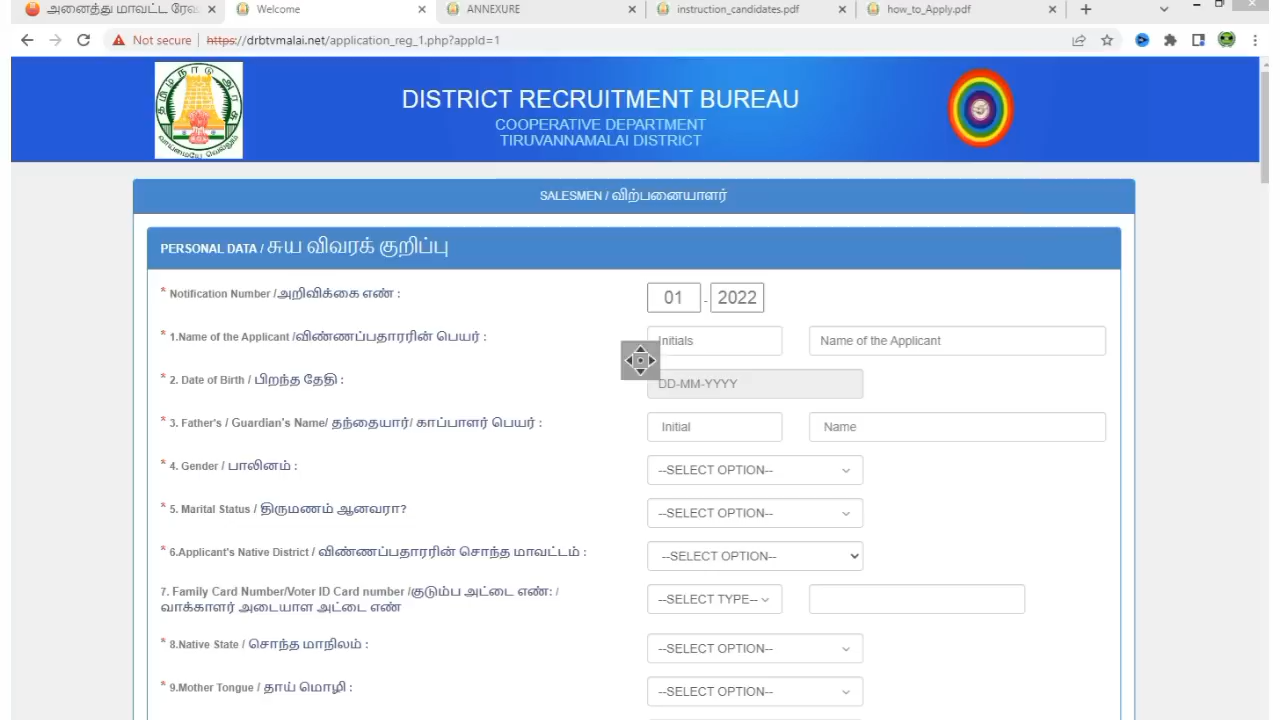 அனைத்து மாவட்ட ரேஷ
Welcome
ANNEXURE
instruction_candidates.pdf
how_to_Apply.pdf
Not secure
https://drbtvmalai.net/application_reg_1.php?appId=1
தமிழ்நாடு அரசு
வாய்மையே வெல்லும்
DISTRICT RECRUITMENT BUREAU
COOPERATIVE DEPARTMENT
TIRUVANNAMALAI DISTRICT
SALESMEN / விற்பனையாளர்
PERSONAL DATA / சுய விவரக் குறிப்பு
* Notification Number /அறிவிக்கை எண் :
01 - 2022
* 1.Name of the Applicant /விண்ணப்பதாரரின் பெயர் :
Initials
Name of the Applicant
* 2. Date of Birth / பிறந்த தேதி :
DD-MM-YYYY
* 3. Father's / Guardian's Name/ தந்தையார்/ காப்பாளர் பெயர் :
Initial
Name
* 4. Gender / பாலினம் :
--SELECT OPTION--
* 5. Marital Status / திருமணம் ஆனவரா?
--SELECT OPTION--
* 6.Applicant's Native District / விண்ணப்பதாரரின் சொந்த மாவட்டம் :
--SELECT OPTION--
7. Family Card Number/Voter ID Card number /குடும்ப அட்டை எண்: /
வாக்காளர் அடையாள அட்டை எண்
--SELECT TYPE--
* 8.Native State / சொந்த மாநிலம் :
--SELECT OPTION--
* 9.Mother Tongue / தாய் மொழி :
--SELECT OPTION--